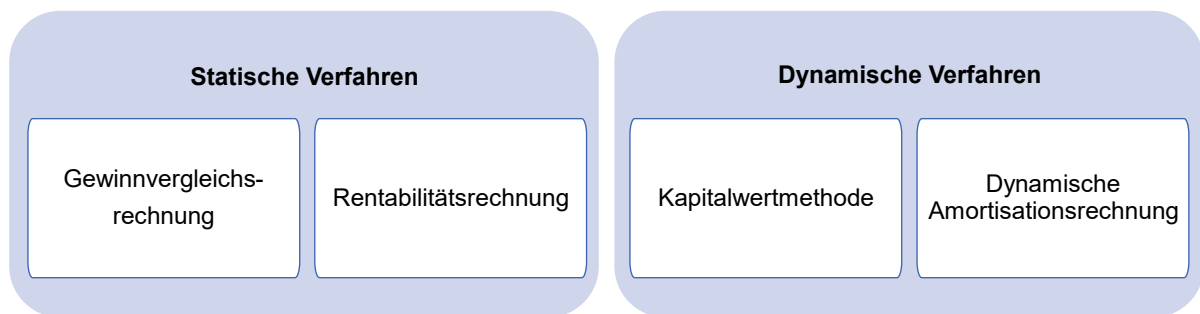 Statische Verfahren
Gewinnvergleichs-
rechnung
Rentabilitätsrechnung
Dynamische Verfahren
Kapitalwertmethode
Dynamische
Amortisationsrechnung